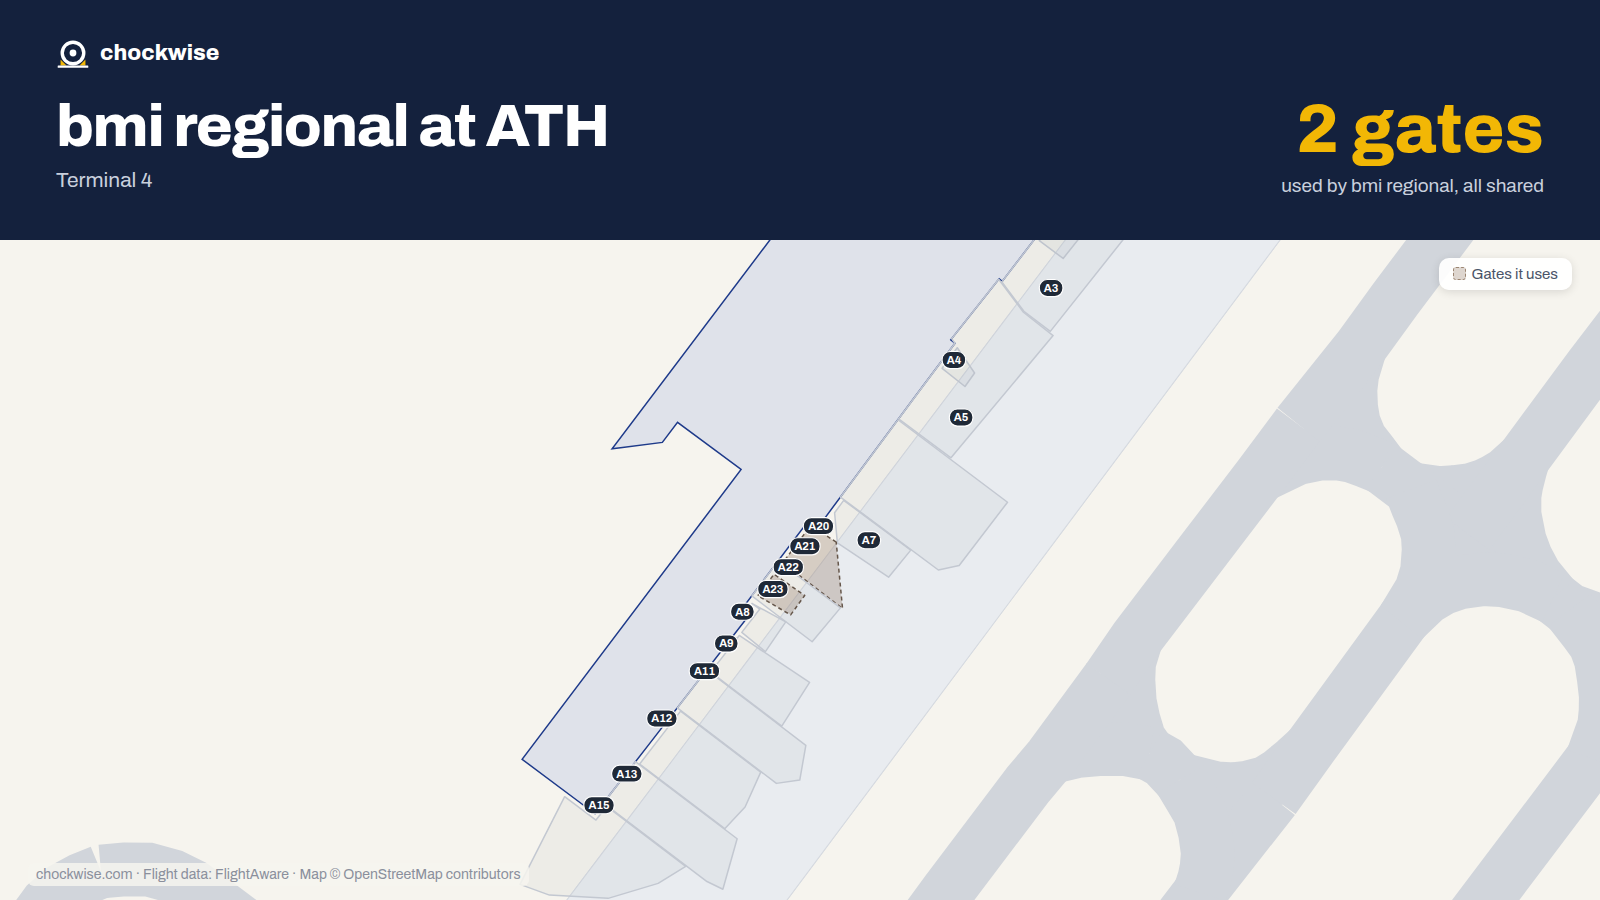 chockwise
bmi regional at ATH
Terminal 4
2 gates
used by bmi regional, all shared
Gates it uses
A3
A4
A5
A20
A21
A7
A22
A23
A8
A9
A11
A12
A13
A15
chockwise.com · Flight data: FlightAware · Map © OpenStreetMap contributors